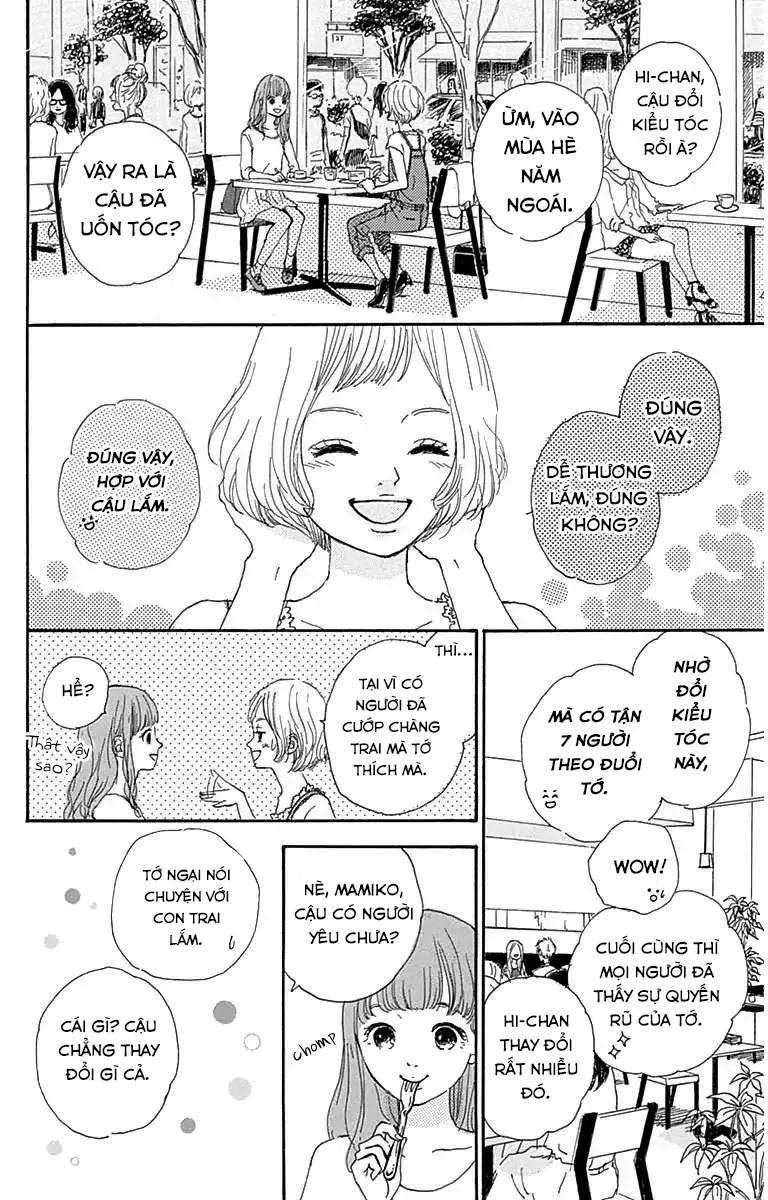 HI-CHAN,
CẬU ĐỔI
KIỂU TÓC
RỒI À?
ỪM, VÀO
MÙA HÈ
NĂM
NGOÁI.
VẬY RA LÀ
CẬU ĐÃ
UỐN TÓC?
ĐÚNG
VẬY.
DỄ THƯƠNG
LẮM, ĐÚNG
KHÔNG?
ĐÚNG VẬY,
HỢP VỚI
CẬU LẮM.
NHỜ
ĐỔI
KIỂU
TÓC
NÀY,
MÀ CÓ TẬN
7 NGƯỜI
THEO ĐUỔI
TỚ.
WOW!
CUỐI CÙNG THÌ
MỌI NGƯỜI ĐÃ
THẤY SỰ QUYẾN
RŨ CỦA TỚ.
HI-CHAN
THAY ĐỔI
RẤT NHIỀU
ĐÓ.
THÌ...
TẠI VÌ CÓ
NGƯỜI ĐÃ
CƯỚP CHÀNG
TRAI MÀ TỚ
THÍCH MÀ.
HỂ?
Thật vậy
sao?
NÈ, MAMIKO,
CẬU CÓ NGƯỜI
YÊU CHƯA?
chomp
TỚ NGẠI NÓI
CHUYỆN VỚI
CON TRAI
LẮM.
CÁI GÌ? CẬU
CHẲNG THAY
ĐỔI GÌ CẢ.